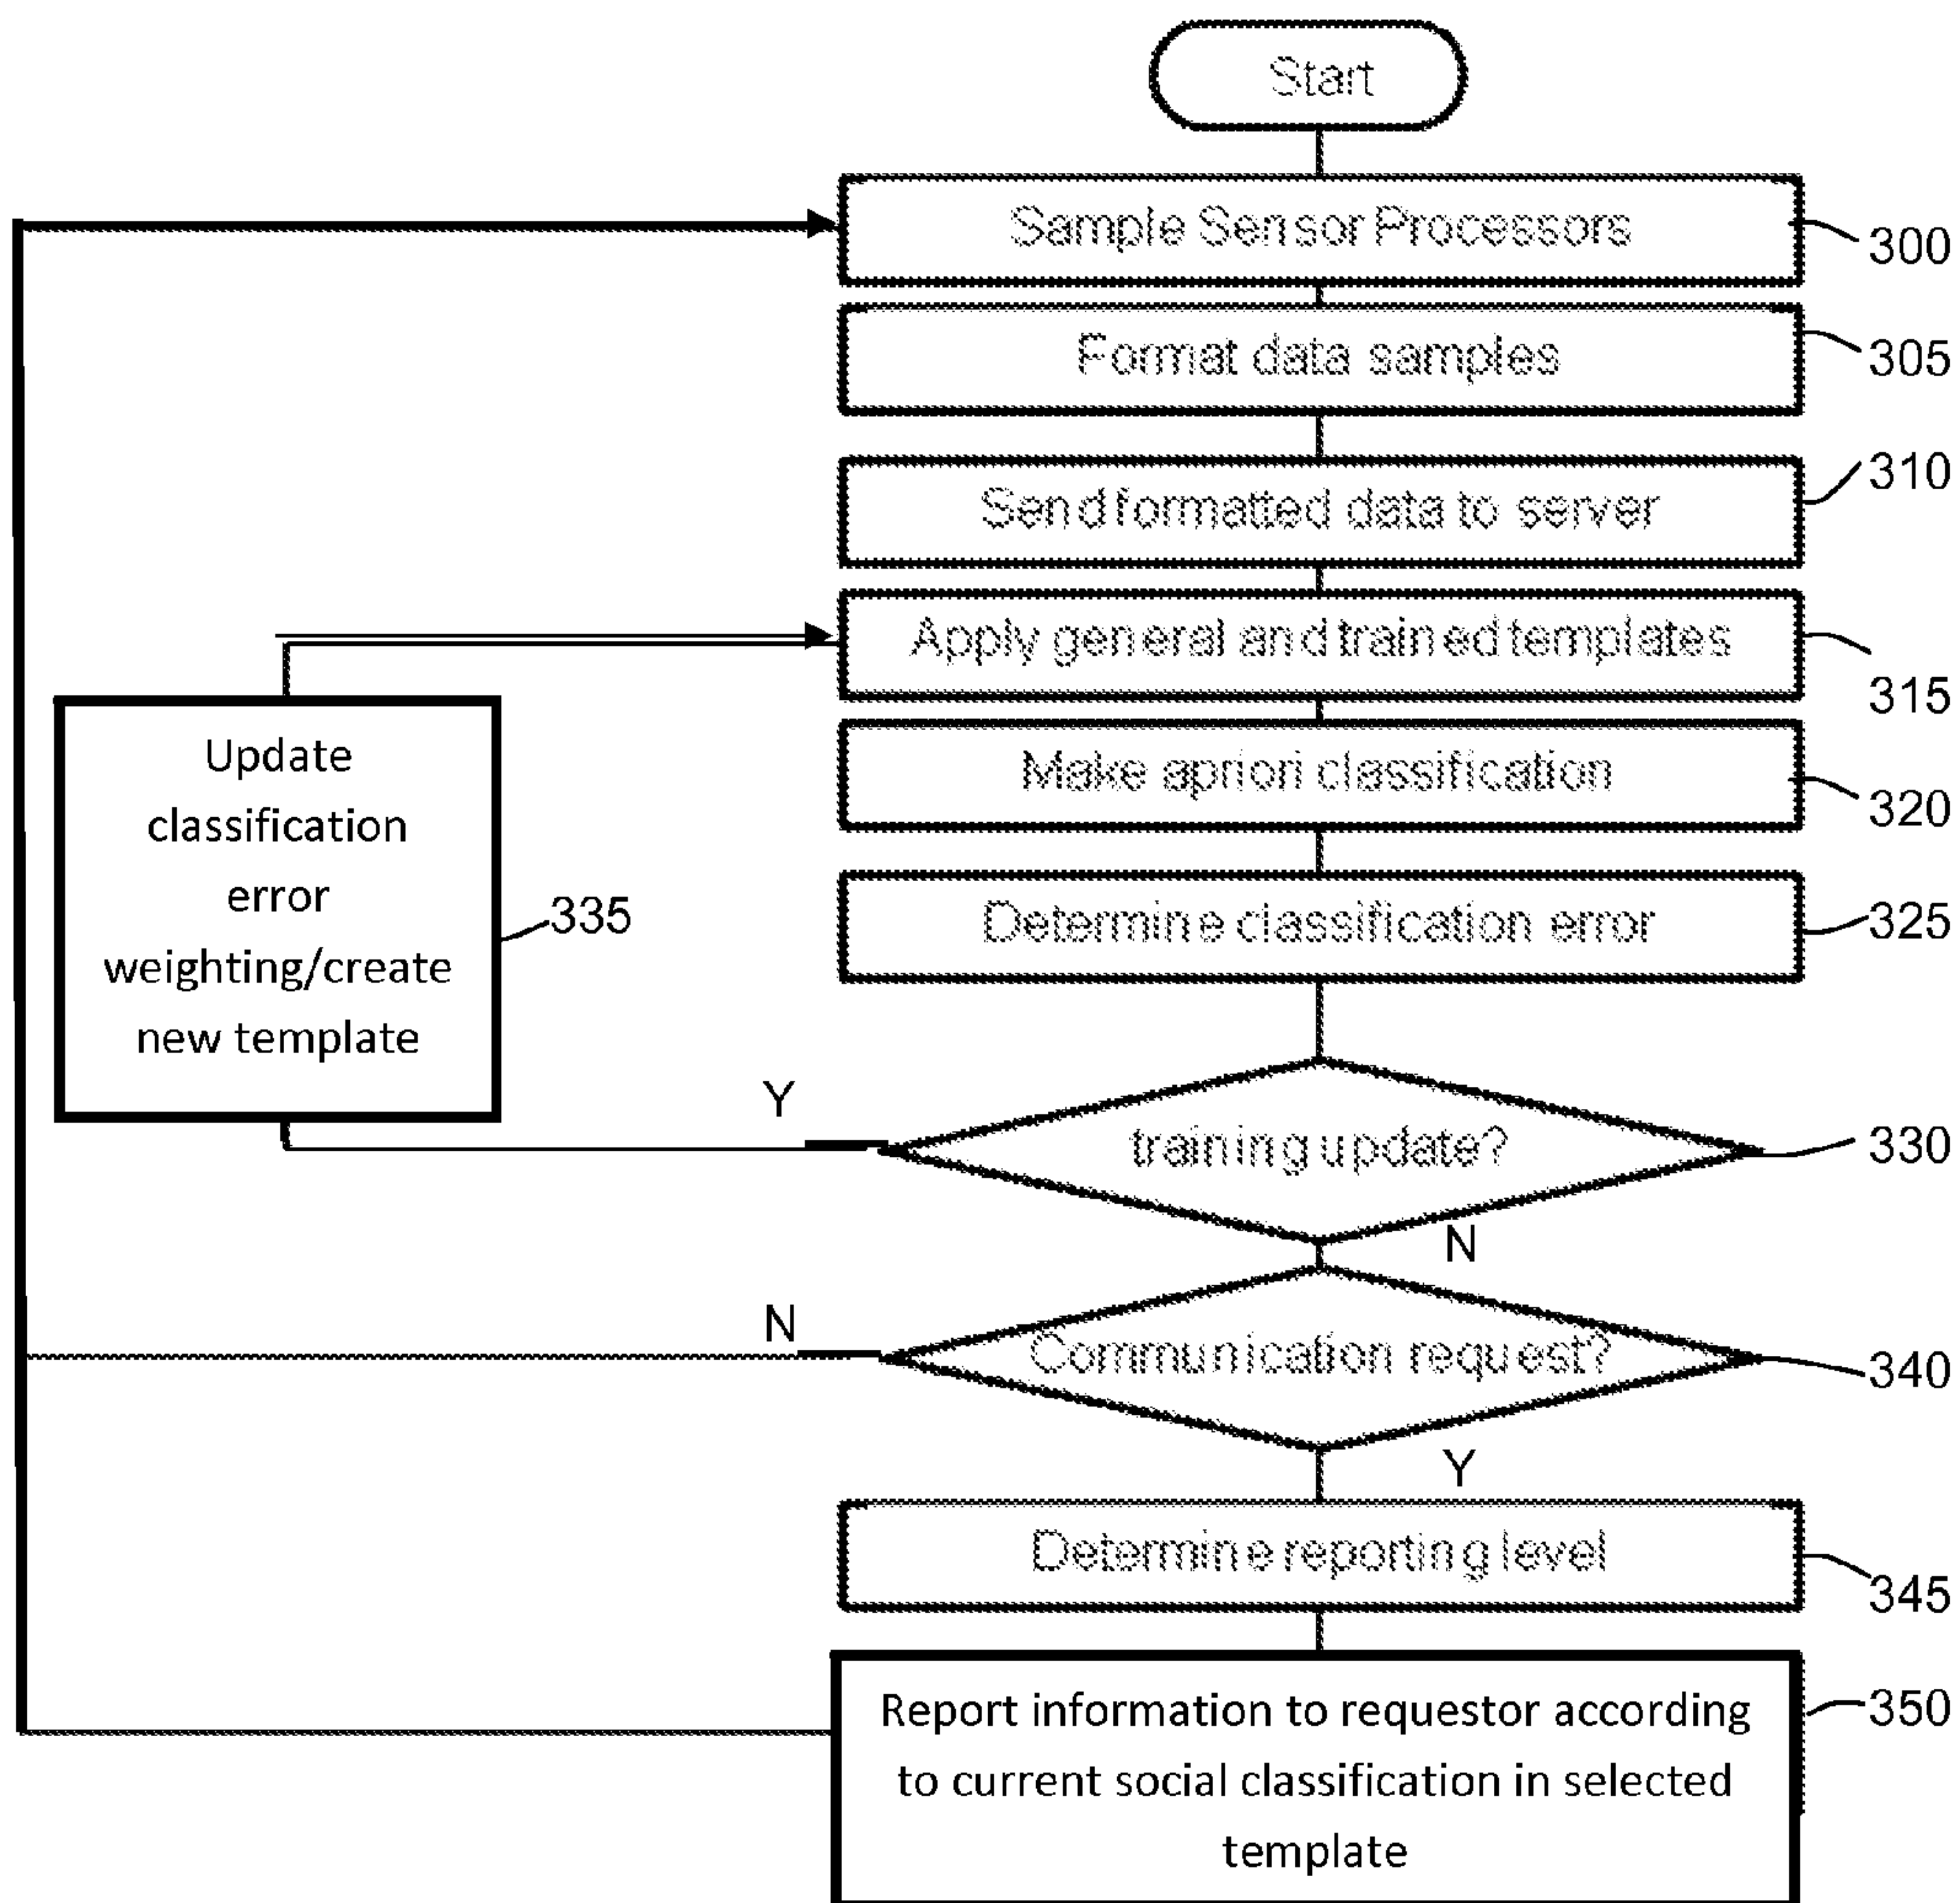 Start
Sample Sensor Processors
300
Format data samples
305
Send formatted data to server
310
Apply general and trained templates
315
Make apriori classification
320
Determine classification error
325
Update
classification
error
weighting/create
new template
335
Y
training update?
330
N
N
Communication request?
340
Y
Determine reporting level
345
Report information to requestor according
to current social classification in selected
template
350